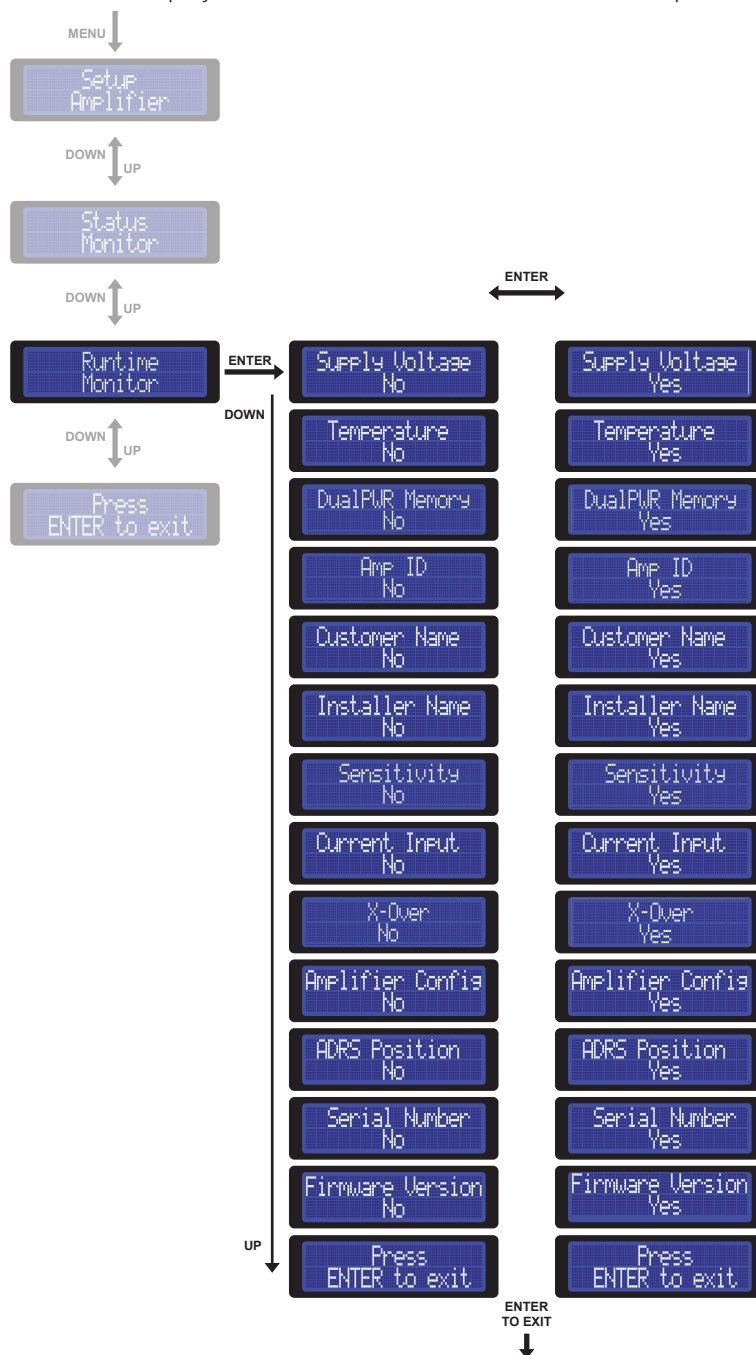 MENU
Setup
Amplifier
DOWN
UP
Status
Monitor
ENTER
DOWN
UP
Runtime
Monitor
ENTER
Supply Voltage
No
Supply Voltage
Yes
DOWN
Temperature
No
Temperature
Yes
DOWN
UP
Press
ENTER to exit
DualPWR Memory
No
DualPWR Memory
Yes
Amp ID
No
Amp ID
Yes
Customer Name
No
Customer Name
Yes
Installer Name
No
Installer Name
Yes
Sensitivity
No
Sensitivity
Yes
Current Input
No
Current Input
Yes
X-Over
No
X-Over
Yes
Amplifier Config
No
Amplifier Config
Yes
ADRS Position
No
ADRS Position
Yes
Serial Number
No
Serial Number
Yes
Firmware Version
No
Firmware Version
Yes
UP
Press
ENTER to exit
Press
ENTER to exit
ENTER
TO EXIT